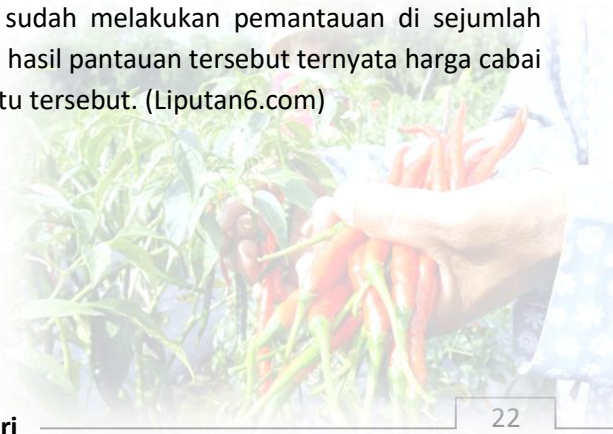 sudah melakukan pemantauan di sejumlah
hasil pantauan tersebut ternyata harga cabai
tu tersebut. (Liputan6.com)
ri
22